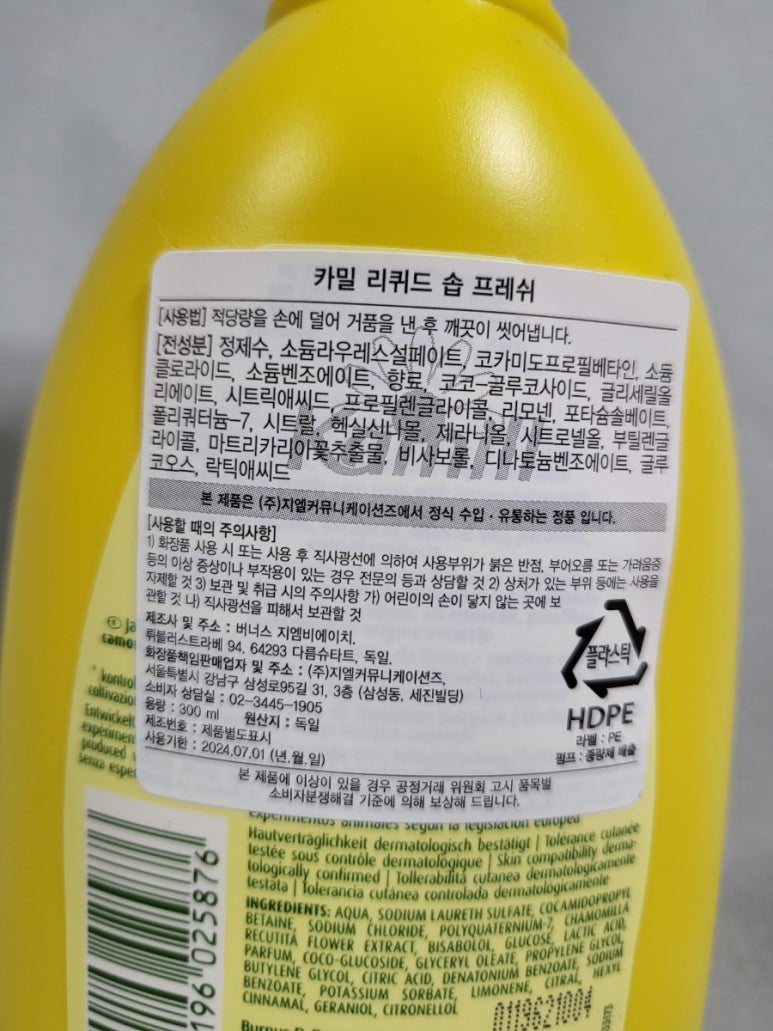 카밀 리퀴드 솝 프레쉬
[사용법] 적당량을 손에 덜어 거품을 낸 후 깨끗이 씻어냅니다.
[전성분] 정제수, 소듐라우레스설페이트, 코카미도프로필베타인, 소듐
클로라이드, 소듐벤조에이트, 향료, 코코-글루코사이드, 글리세릴올
리에이트, 시트릭애씨드, 프로필렌글라이콜, 리모넨, 포타슘솔베이트,
폴리쿼터늄-7, 시트랄, 헥실신나몰, 제라니올, 시트로넬올, 부틸렌글
라이콜, 마트리카리아꽃추출물, 비사보롤, 디나토늄벤조에이트, 글루
코오스, 락틱애씨드
Kamill
본 제품은 (주)지엘커뮤니케이션즈에서 정식 수입·유통하는 정품 입니다.
[사용할 때의 주의사항]
1) 화장품 사용 시 또는 사용 후 직사광선에 의하여 사용부위가 붉은 반점, 부어오름 또는 가려움증
등의 이상 증상이나 부작용이 있는 경우 전문의 등과 상담할 것 2) 상처가 있는 부위 등에는 사용을
자제할 것 3) 보관 및 취급 시의 주의사항 가) 어린이의 손이 닿지 않는 곳에 보
관할 것 나) 직사광선을 피해서 보관할 것
제조사 및 주소 : 버너스 지엠비에이치,
뤼블러스트라베 94. 64293 다름슈타트, 독일.
화장품책임판매업자 및 주소 : (주)지엘커뮤니케이션즈,
서울특별시 강남구 삼성로95길 31, 3층 (삼성동, 세진빌딩)
소비자 상담실 : 02-3445-1905
용량 : 300 ml 원산지 : 독일
제조번호 : 제품별도표시
사용기한 : 2024.07.01 (년.월.일)
플라스틱
HDPE
라벨 : PE
펌프 : 종량제 배출
본 제품에 이상이 있을 경우 공정거래 위원회 고시 품목별
소비자분쟁해결 기준에 의해 보상해 드립니다.
camo
kontrol
coltivazio
Entwickelt
experimen
produced
senza esper
experimentos animales según la legislación europea
Hautverträglichkeit dermatologisch bestätigt | Tolérance cutanée
testée sous contrôle dermatologique | Skin compatibility derma-
tologically confirmed | Tollerabilità cutanea dermatologicamente
testata | Tolerancia cutánea controlada dermatológicamente
INGREDIENTS: AQUA, SODIUM LAURETH SULFATE, COCAMIDOPROPYL
BETAINE, SODIUM CHLORIDE, POLYQUATERNIUM-7, CHAMOMILLA
RECUTITA FLOWER EXTRACT, BISABOLOL, GLUCOSE, LACTIC ACID,
PARFUM, COCO-GLUCOSIDE, GLYCERYL OLEATE, PROPYLENE GLYCOL,
BUTYLENE GLYCOL, CITRIC ACID, DENATONIUM BENZOATE, SODIUM
BENZOATE, POTASSIUM SORBATE, LIMONENE, CITRAL, HEXYL
CINNAMAL, GERANIOL, CITRONELLOL
0119621004
196 025876